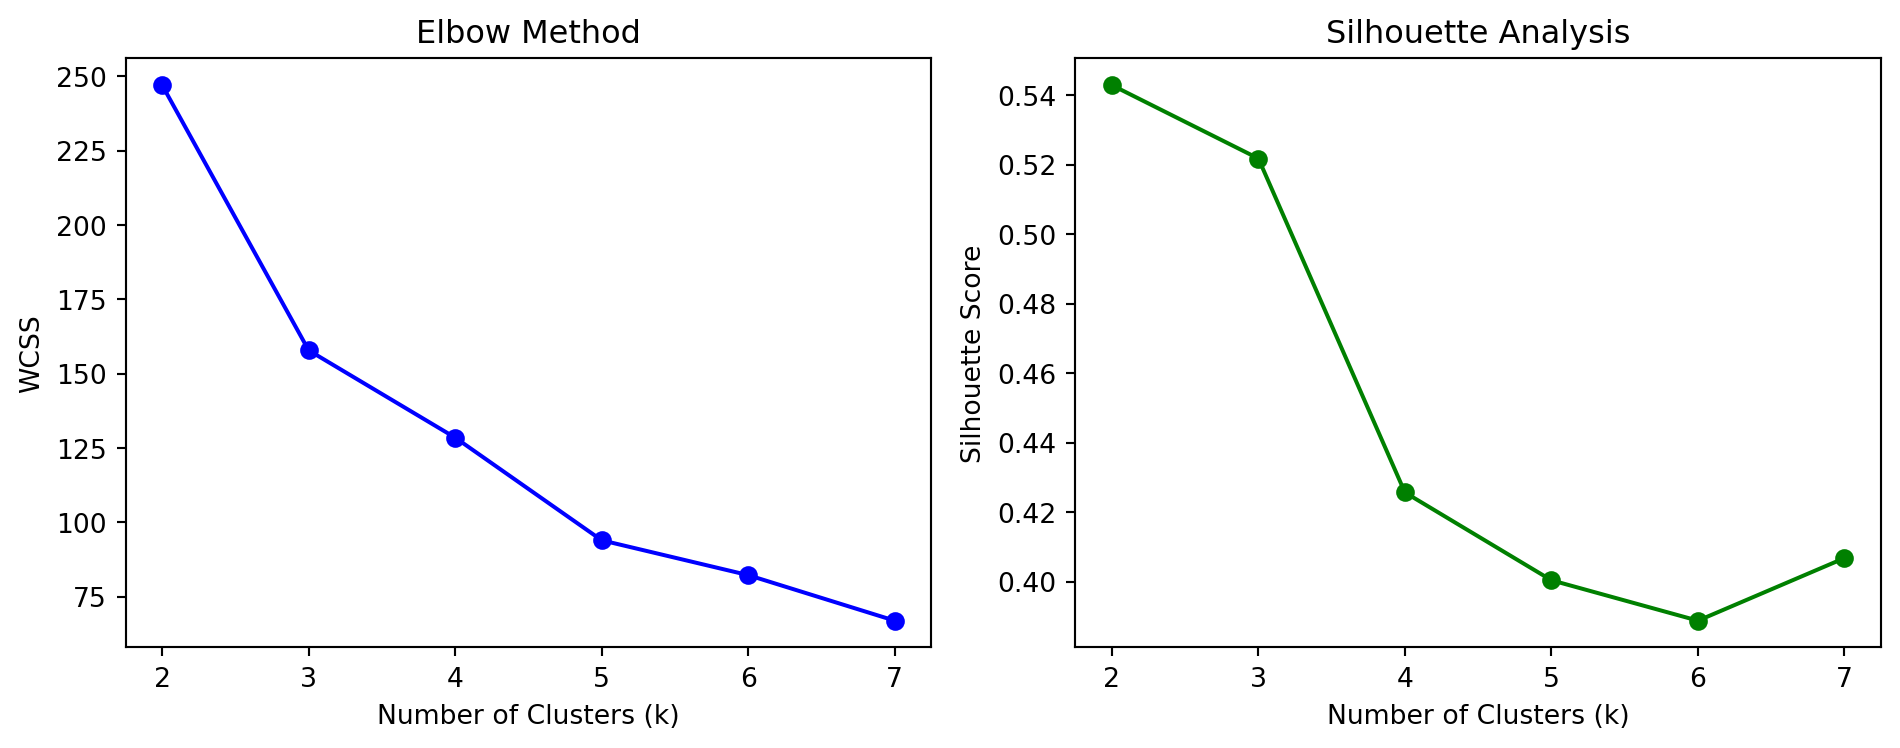 Elbow Method
250
225
200
175
150
125
100
75
WCSS
2 3 4 5 6 7
Number of Clusters (k)
Silhouette Analysis
0.54
0.52
0.50
0.48
0.46
0.44
0.42
0.40
Silhouette Score
2 3 4 5 6 7
Number of Clusters (k)